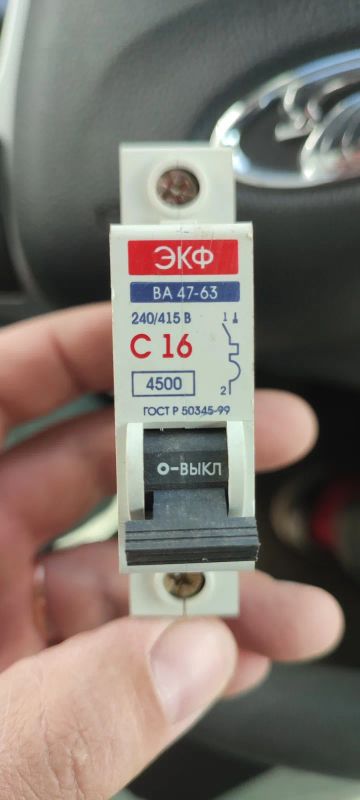 ЭКФ
ВА 47-63
240/415 В
1
С 16
4500
2
ГОСТ Р 50345-99
О-ВЫКЛ